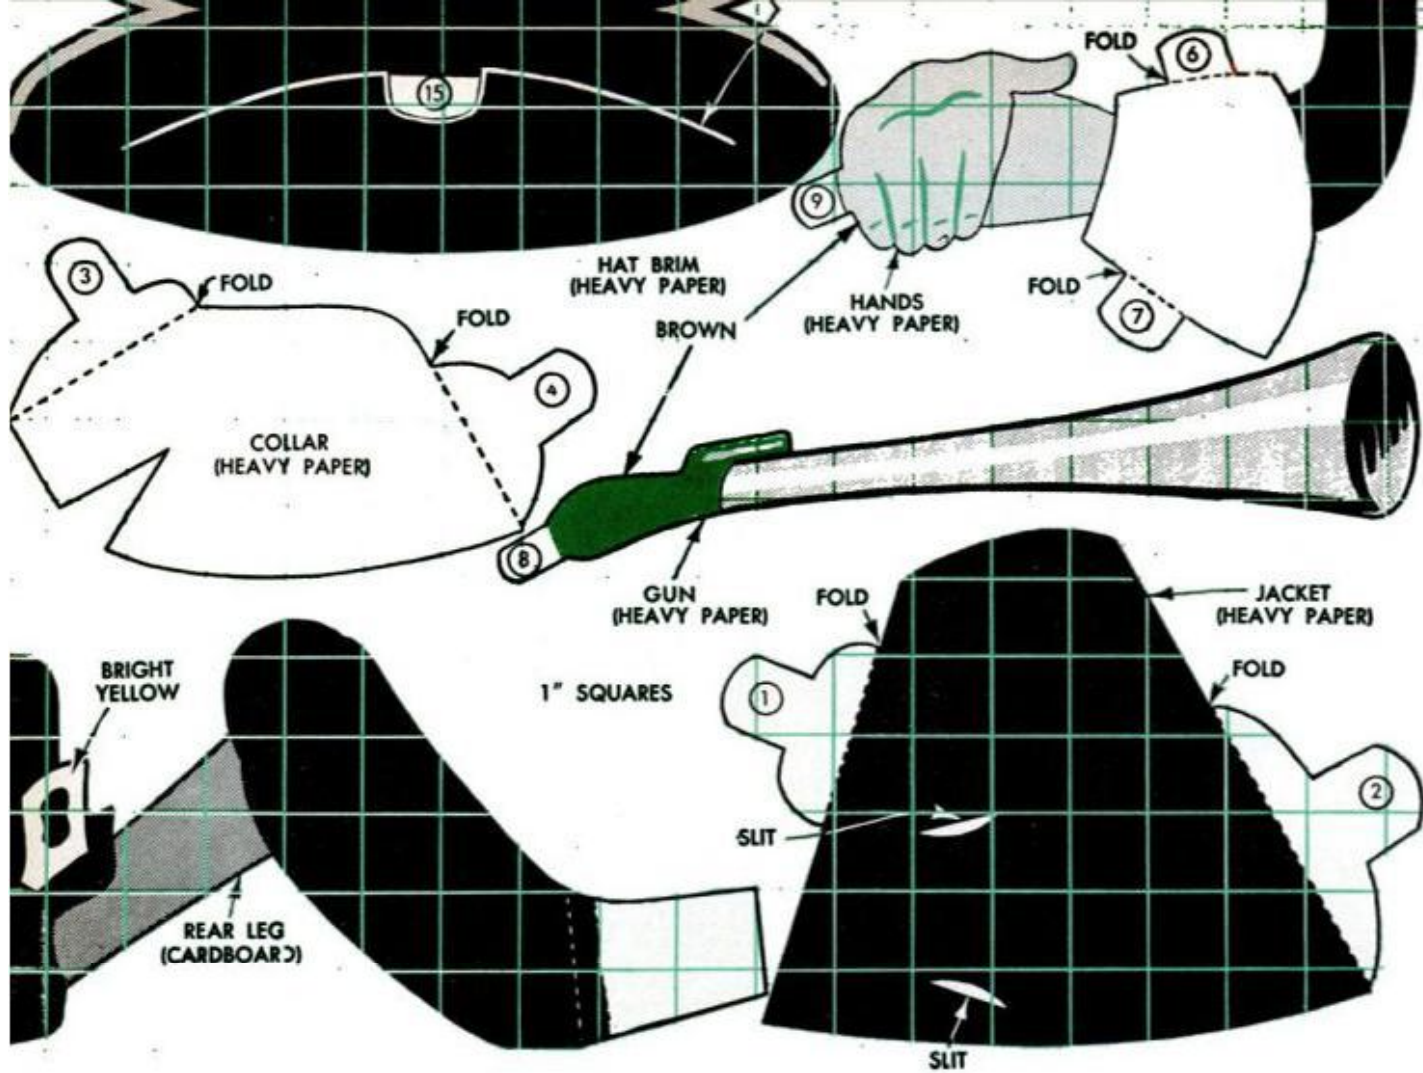 15
FOLD
6
9
3
FOLD
HAT BRIM
(HEAVY PAPER)
BROWN
HANDS
(HEAVY PAPER)
FOLD
7
FOLD
4
COLLAR
(HEAVY PAPER)
8
GUN
(HEAVY PAPER)
FOLD
JACKET
(HEAVY PAPER)
BRIGHT
YELLOW
1" SQUARES
1
FOLD
2
SLIT
REAR LEG
(CARDBOARD)
SLIT